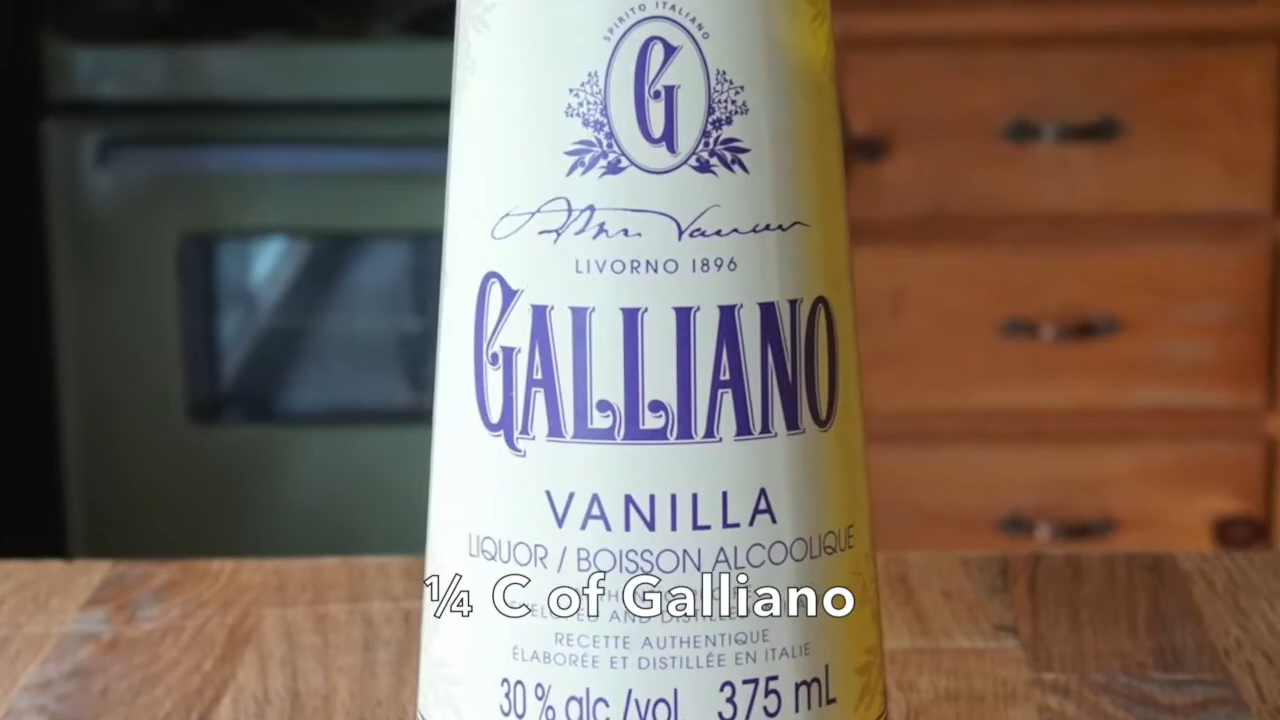 SPIRITO ITALIANO
G
LIVORNO 1896
GALLIANO
VANILLA
LIQUOR / BOISSON ALCOOLIQUE
¼ C of Galliano
AND
RECETTE AUTHENTIQUE
ÉLABORÉE ET DISTILLÉE EN ITALIE
30 % alc /vol 375 mL